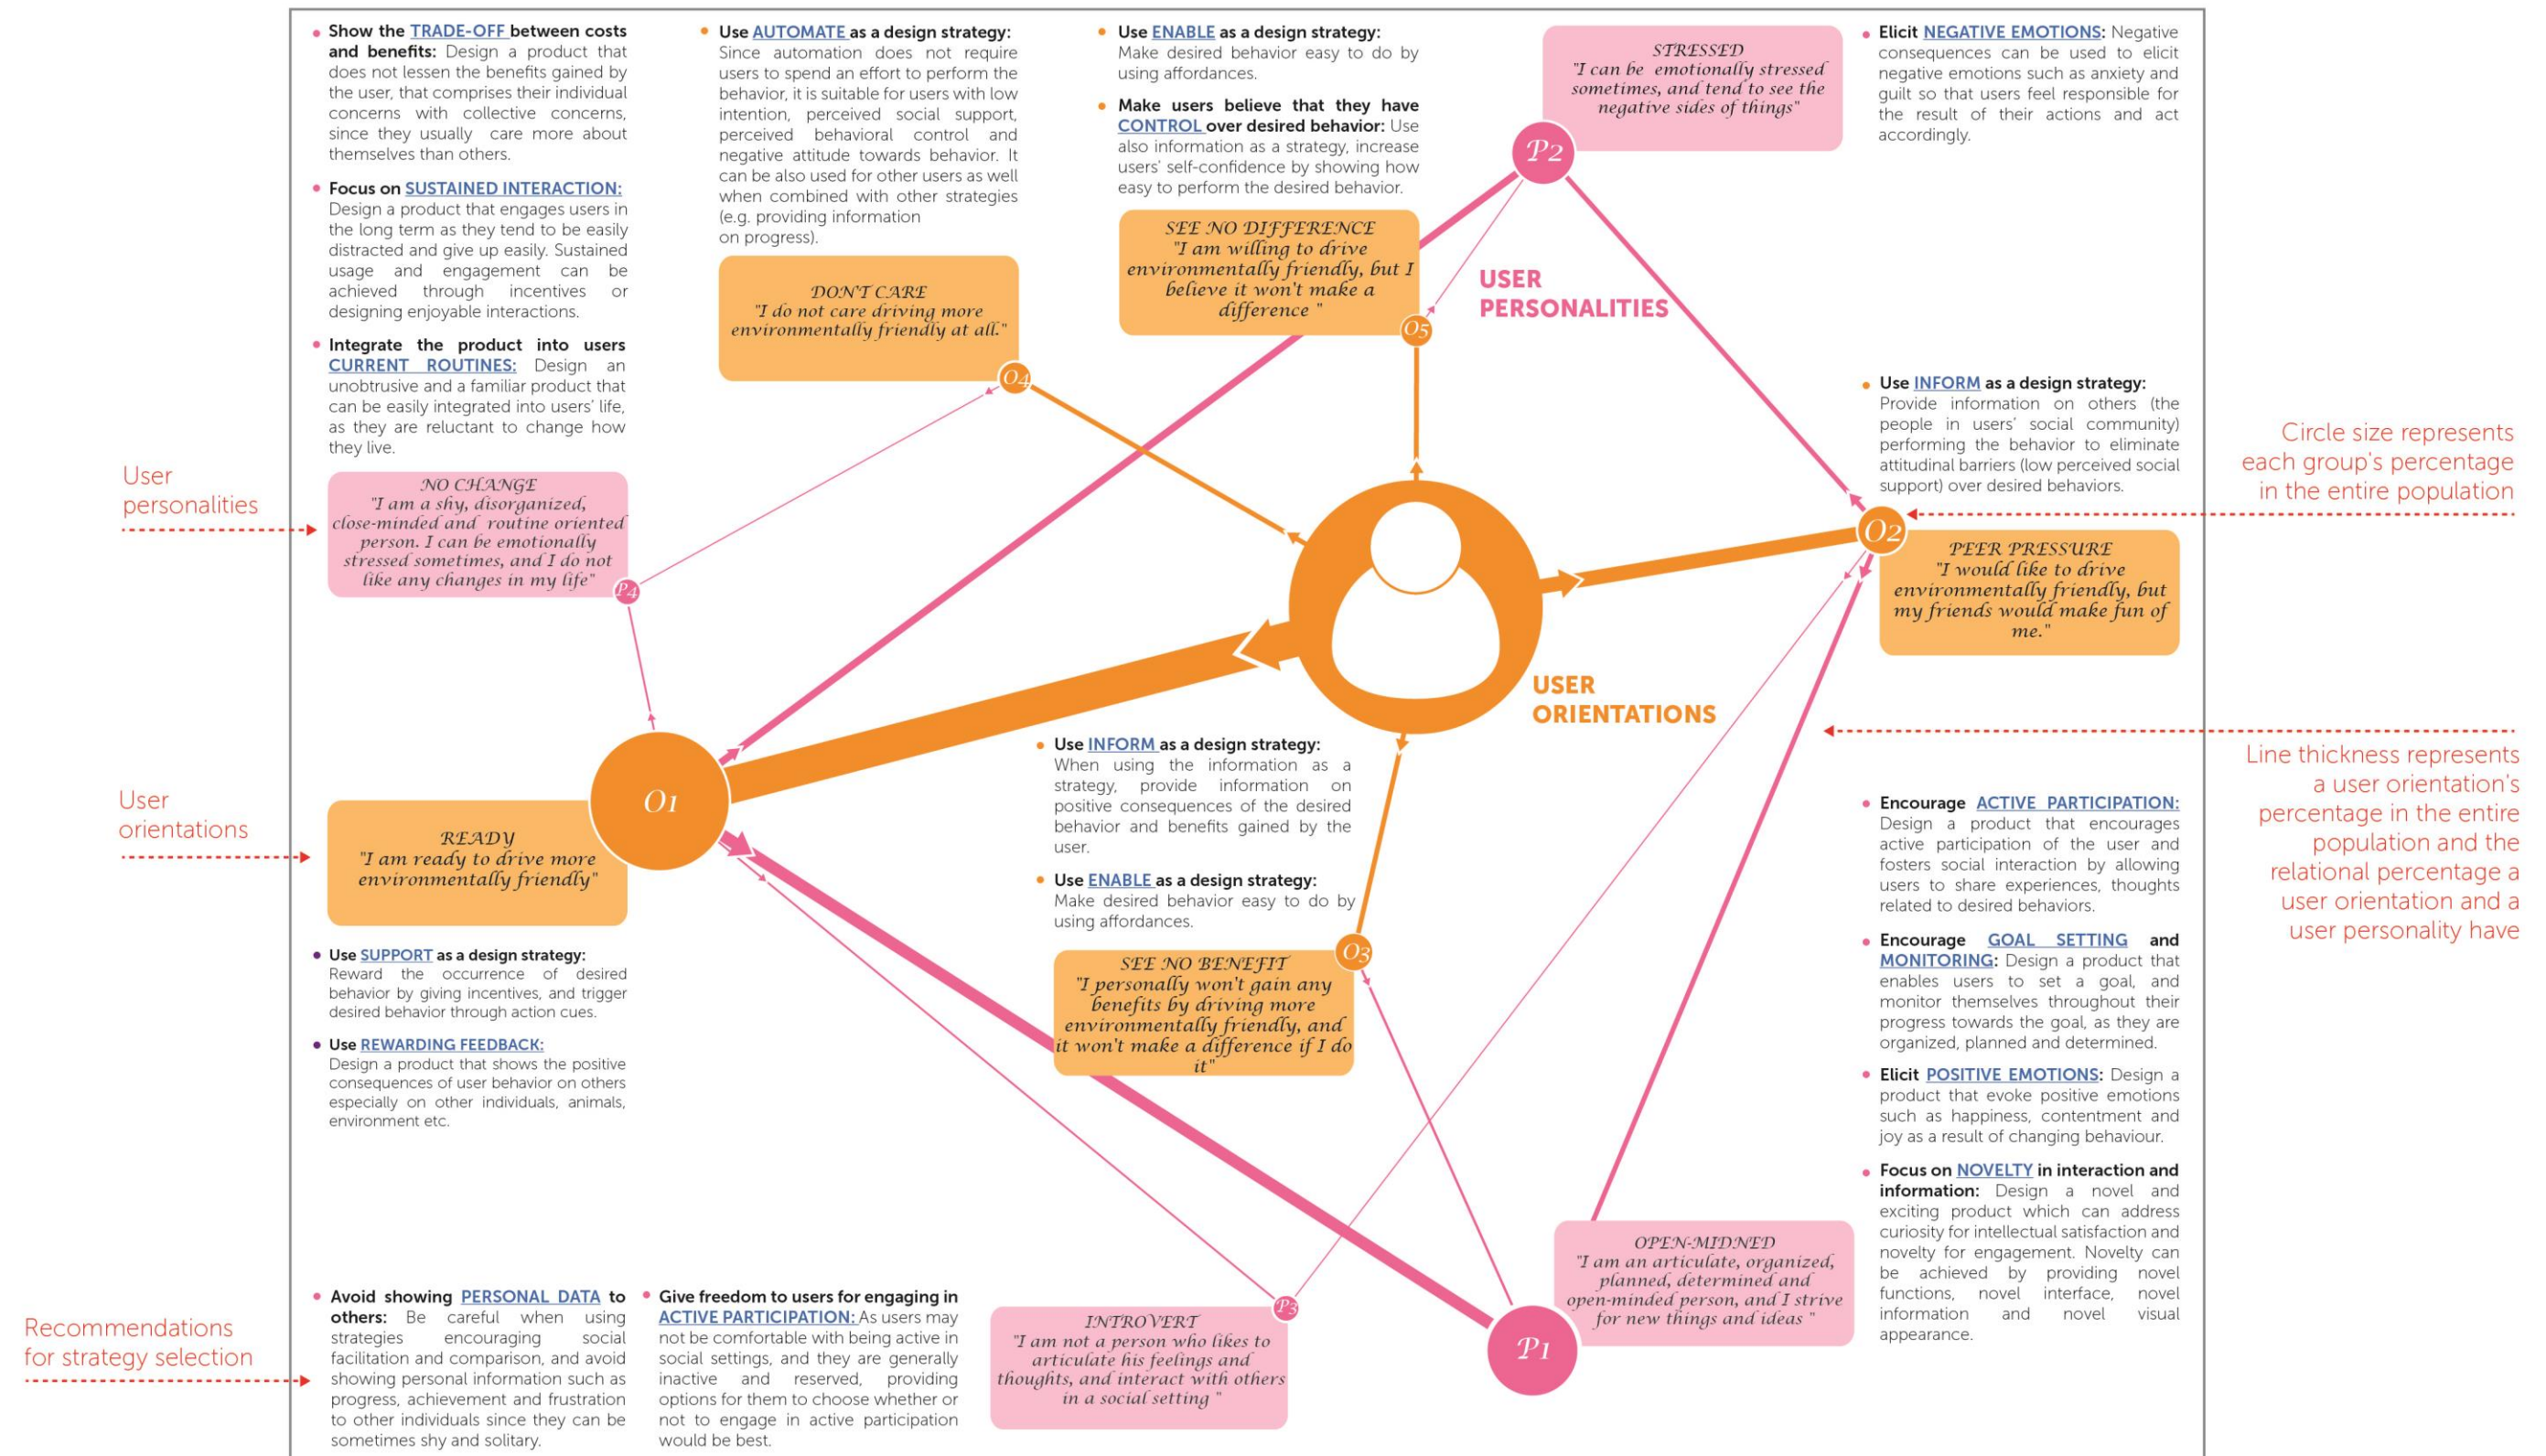 • Show the TRADE-OFF between costs
and benefits: Design a product that
does not lessen the benefits gained by
the user, that comprises their individual
concerns with collective concerns,
since they usually care more about
themselves than others.
• Focus on SUSTAINED INTERACTION:
Design a product that engages users in
the long term as they tend to be easily
distracted and give up easily. Sustained
usage and engagement can be
achieved through incentives or
designing enjoyable interactions.
• Integrate the product into users
CURRENT ROUTINES: Design an
unobtrusive and a familiar product that
can be easily integrated into users' life,
as they are reluctant to change how
they live.
NO CHANGE
"I am a shy, disorganized,
close-minded and routine oriented
person. I can be emotionally
stressed sometimes, and I do not
like any changes in my life"
P4
• Use AUTOMATE as a design strategy:
Since automation does not require
users to spend an effort to perform the
behavior, it is suitable for users with low
intention, perceived social support,
perceived behavioral control and
negative attitude towards behavior. It
can be also used for other users as well
when combined with other strategies
(e.g. providing information
on progress).
DON'T CARE
"I do not care driving more
environmentally friendly at all."
O4
• Use ENABLE as a design strategy:
Make desired behavior easy to do by
using affordances.
• Make users believe that they have
CONTROL over desired behavior: Use
also information as a strategy, increase
users' self-confidence by showing how
easy to perform the desired behavior.
SEE NO DIFFERENCE
"I am willing to drive
environmentally friendly, but I
believe it won't make a
difference "
O5
STRESSED
"I can be emotionally stressed
sometimes, and tend to see the
negative sides of things"
P2
USER
PERSONALITIES
• Elicit NEGATIVE EMOTIONS: Negative
consequences can be used to elicit
negative emotions such as anxiety and
guilt so that users feel responsible for
the result of their actions and act
accordingly.
• Use INFORM as a design strategy:
Provide information on others (the
people in users' social community)
performing the behavior to eliminate
attitudinal barriers (low perceived social
support) over desired behaviors.
O2
PEER PRESSURE
"I would like to drive
environmentally friendly, but
my friends would make fun of
me."
User
personalities
Circle size represents
each group's percentage
in the entire population
USER
ORIENTATIONS
Line thickness represents
a user orientation's
percentage in the entire
population and the
relational percentage a
user orientation and a
user personality have
User
orientations
O1
READY
"I am ready to drive more
environmentally friendly"
• Use SUPPORT as a design strategy:
Reward the occurrence of desired
behavior by giving incentives, and trigger
desired behavior through action cues.
• Use REWARDING FEEDBACK:
Design a product that shows the positive
consequences of user behavior on others
especially on other individuals, animals,
environment etc.
• Use INFORM as a design strategy:
When using the information as a
strategy, provide information on
positive consequences of the desired
behavior and benefits gained by the
user.
• Use ENABLE as a design strategy:
Make desired behavior easy to do by
using affordances.
O3
SEE NO BENEFIT
"I personally won't gain any
benefits by driving more
environmentally friendly, and
it won't make a difference if I do
it"
• Encourage ACTIVE PARTICIPATION:
Design a product that encourages
active participation of the user and
fosters social interaction by allowing
users to share experiences, thoughts
related to desired behaviors.
• Encourage GOAL SETTING and
MONITORING: Design a product that
enables users to set a goal, and
monitor themselves throughout their
progress towards the goal, as they are
organized, planned and determined.
• Elicit POSITIVE EMOTIONS: Design a
product that evoke positive emotions
such as happiness, contentment and
joy as a result of changing behaviour.
• Focus on NOVELTY in interaction and
information: Design a novel and
exciting product which can address
curiosity for intellectual satisfaction and
novelty for engagement. Novelty can
be achieved by providing novel
functions, novel interface, novel
information and novel visual
appearance.
OPEN-MIDNED
"I am an articulate, organized,
planned, determined and
open-minded person, and I strive
for new things and ideas "
P1
Recommendations
for strategy selection
• Avoid showing PERSONAL DATA to
others: Be careful when using
strategies encouraging social
facilitation and comparison, and avoid
showing personal information such as
progress, achievement and frustration
to other individuals since they can be
sometimes shy and solitary.
• Give freedom to users for engaging in
ACTIVE PARTICIPATION: As users may
not be comfortable with being active in
social settings, and they are generally
inactive and reserved, providing
options for them to choose whether or
not to engage in active participation
would be best.
P3
INTROVERT
"I am not a person who likes to
articulate his feelings and
thoughts, and interact with others
in a social setting "